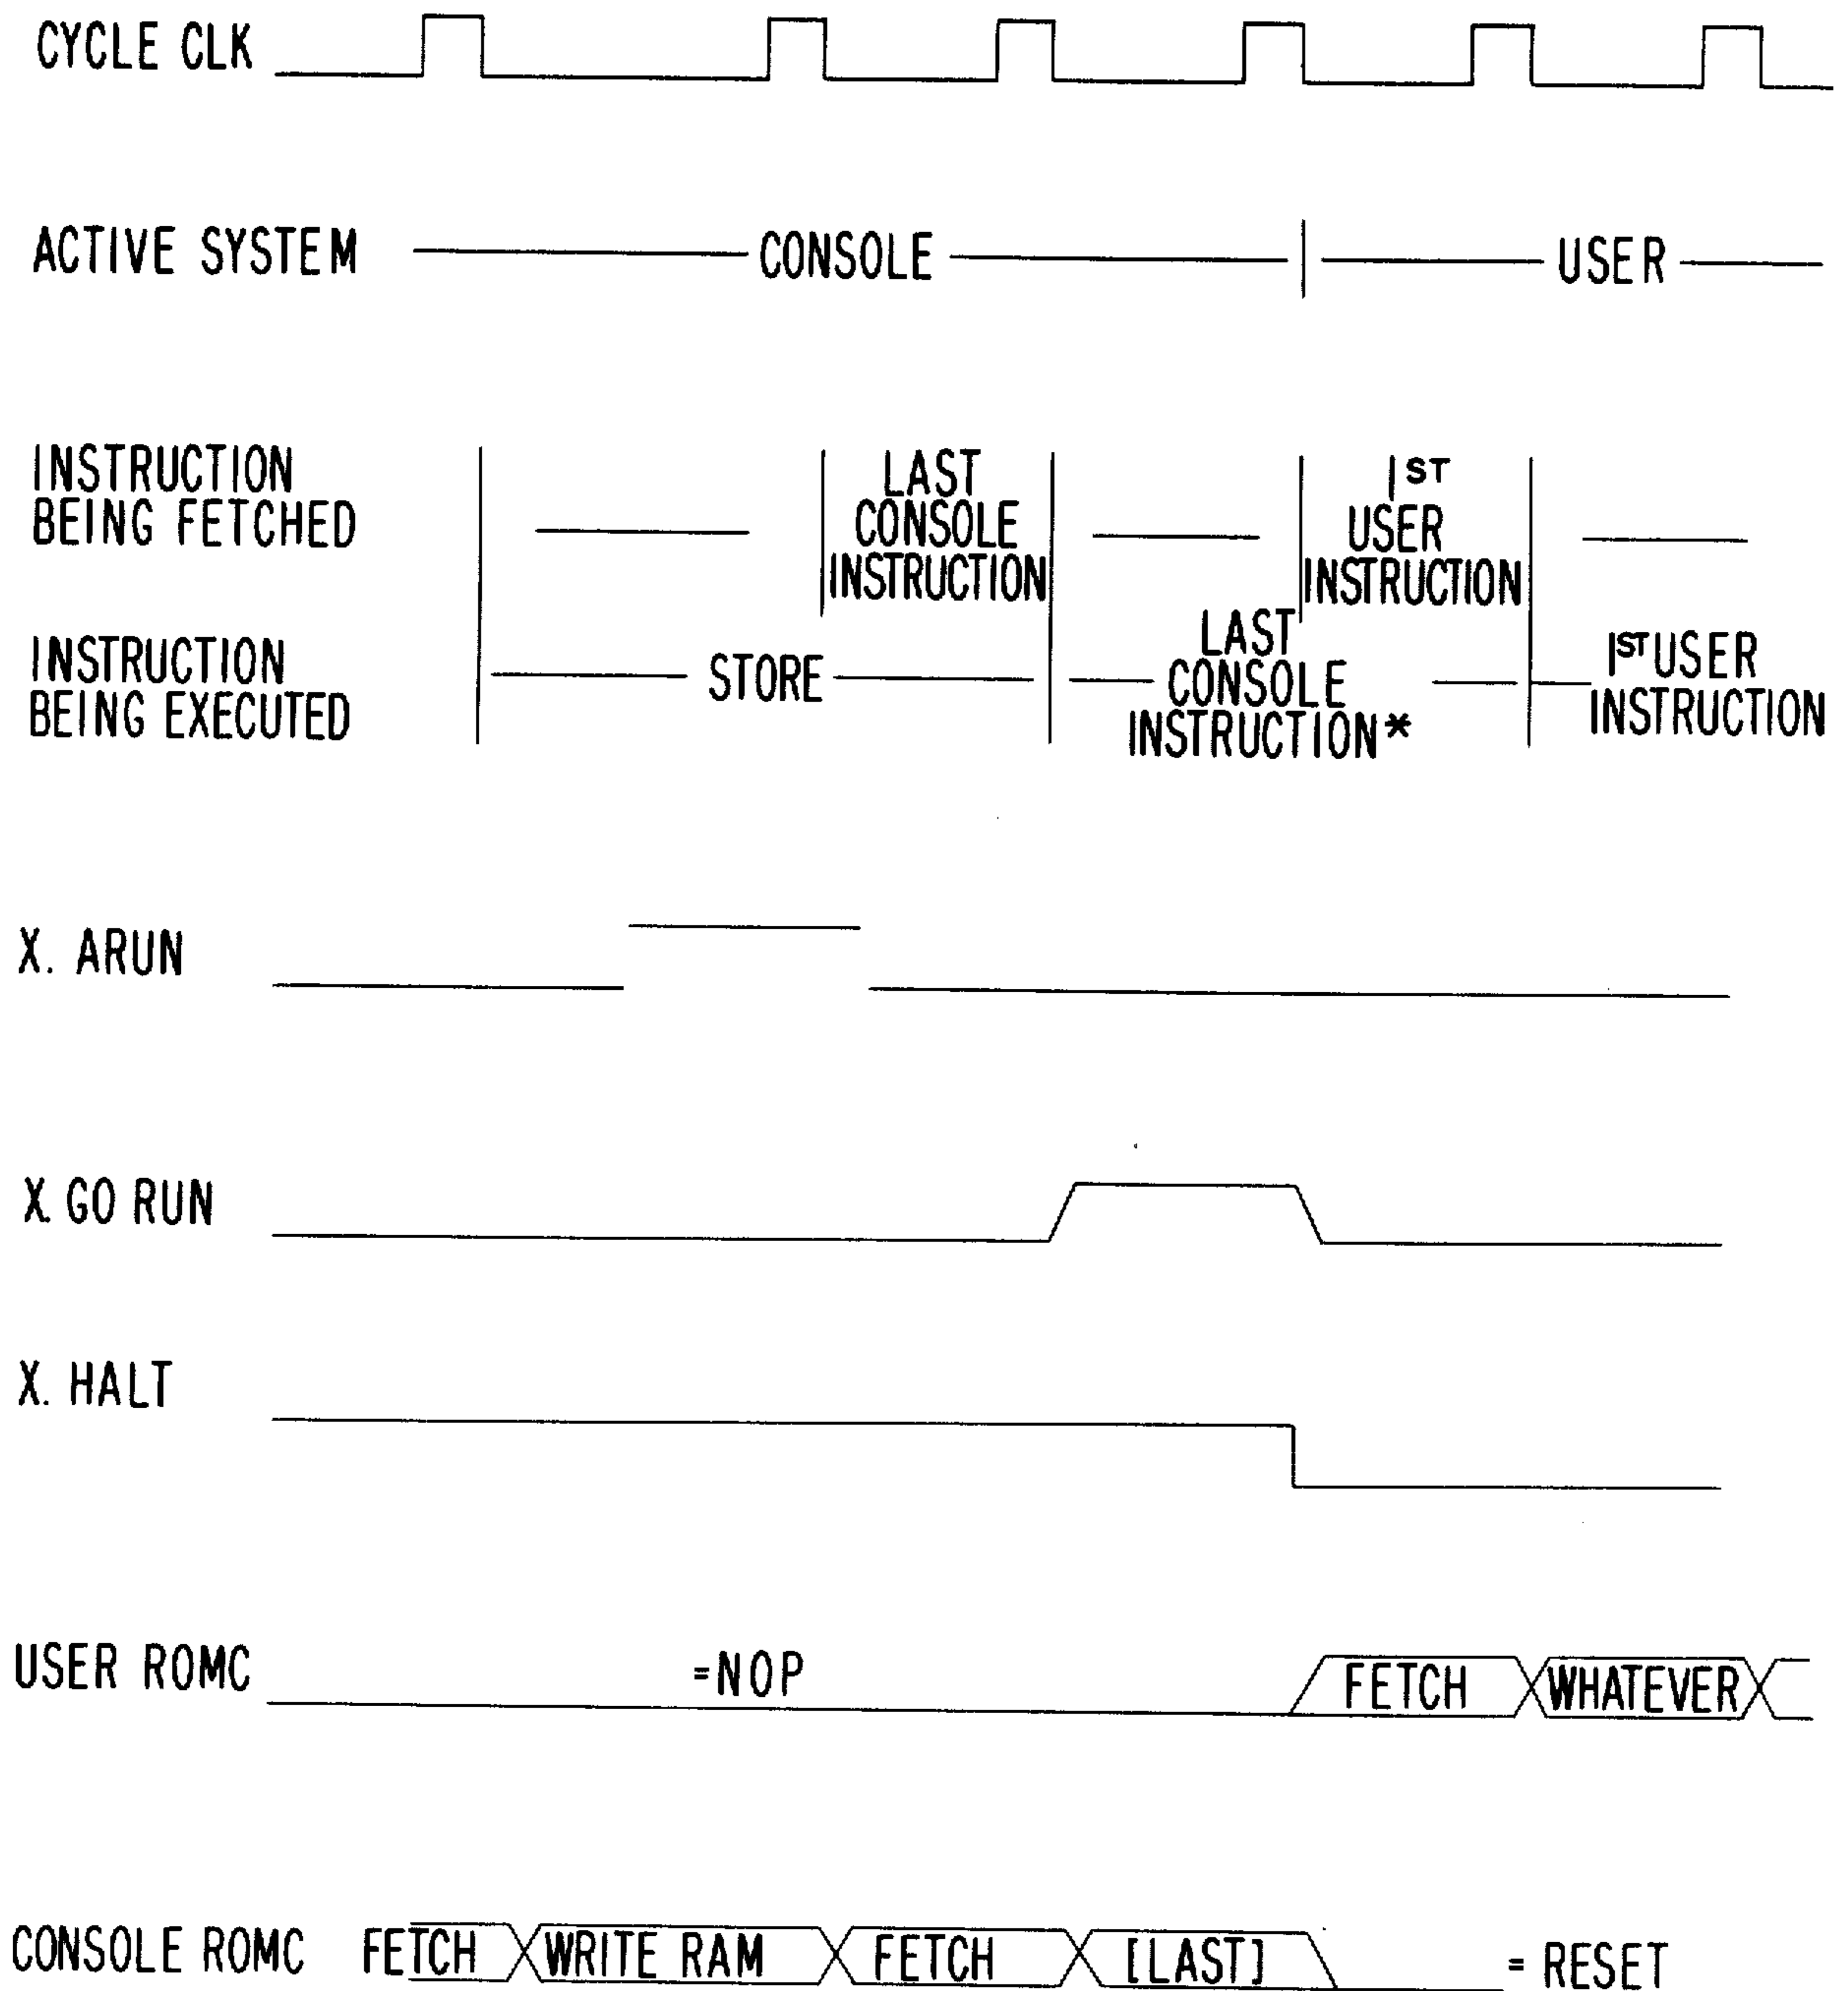 CYCLE CLK
ACTIVE SYSTEM
CONSOLE
USER
INSTRUCTION
BEING FETCHED
LAST
CONSOLE
INSTRUCTION
1ST
USER
INSTRUCTION
INSTRUCTION
BEING EXECUTED
STORE
LAST
CONSOLE
INSTRUCTION*
1ST USER
INSTRUCTION
X. ARUN
X. GO RUN
X. HALT
USER ROMC
=NOP
FETCH
WHATEVER
CONSOLE ROMC
FETCH
WRITE RAM
FETCH
[LAST]
= RESET